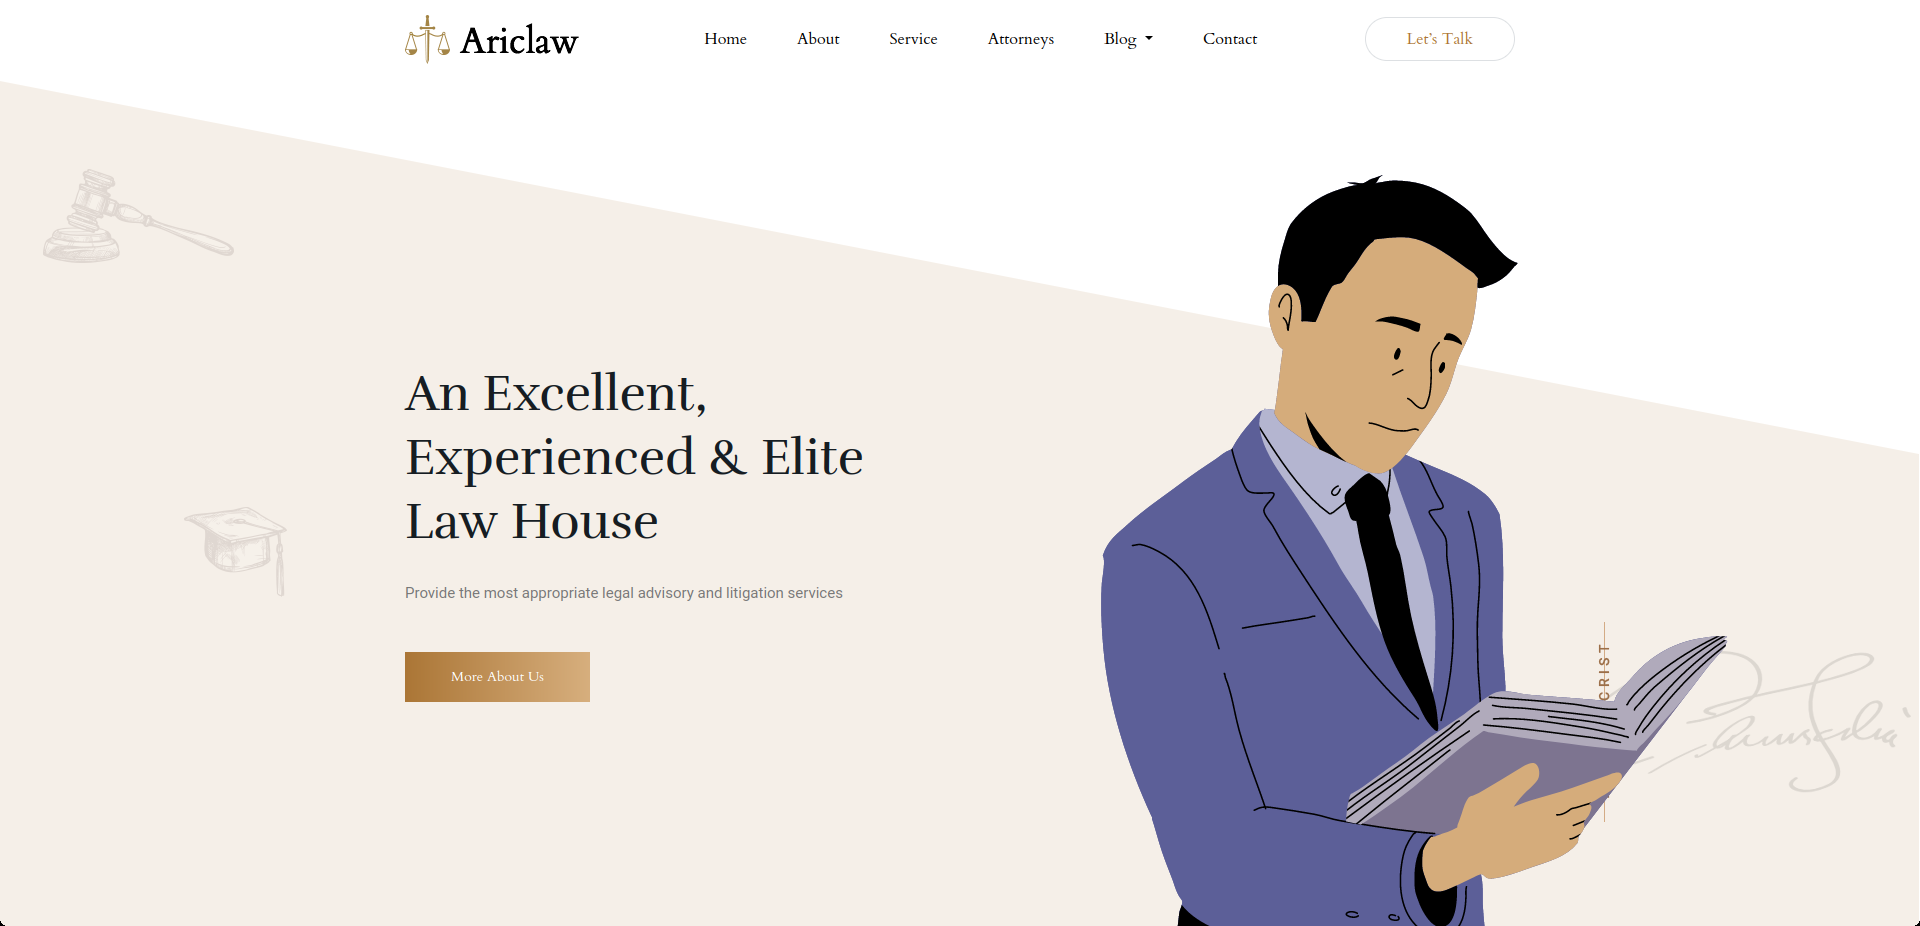 Ariclaw
Home
About
Service
Attorneys
Blog
Contact
Let's Talk
An Excellent,
Experienced & Elite
Law House
Provide the most appropriate legal advisory and litigation services
More About Us
CRIST